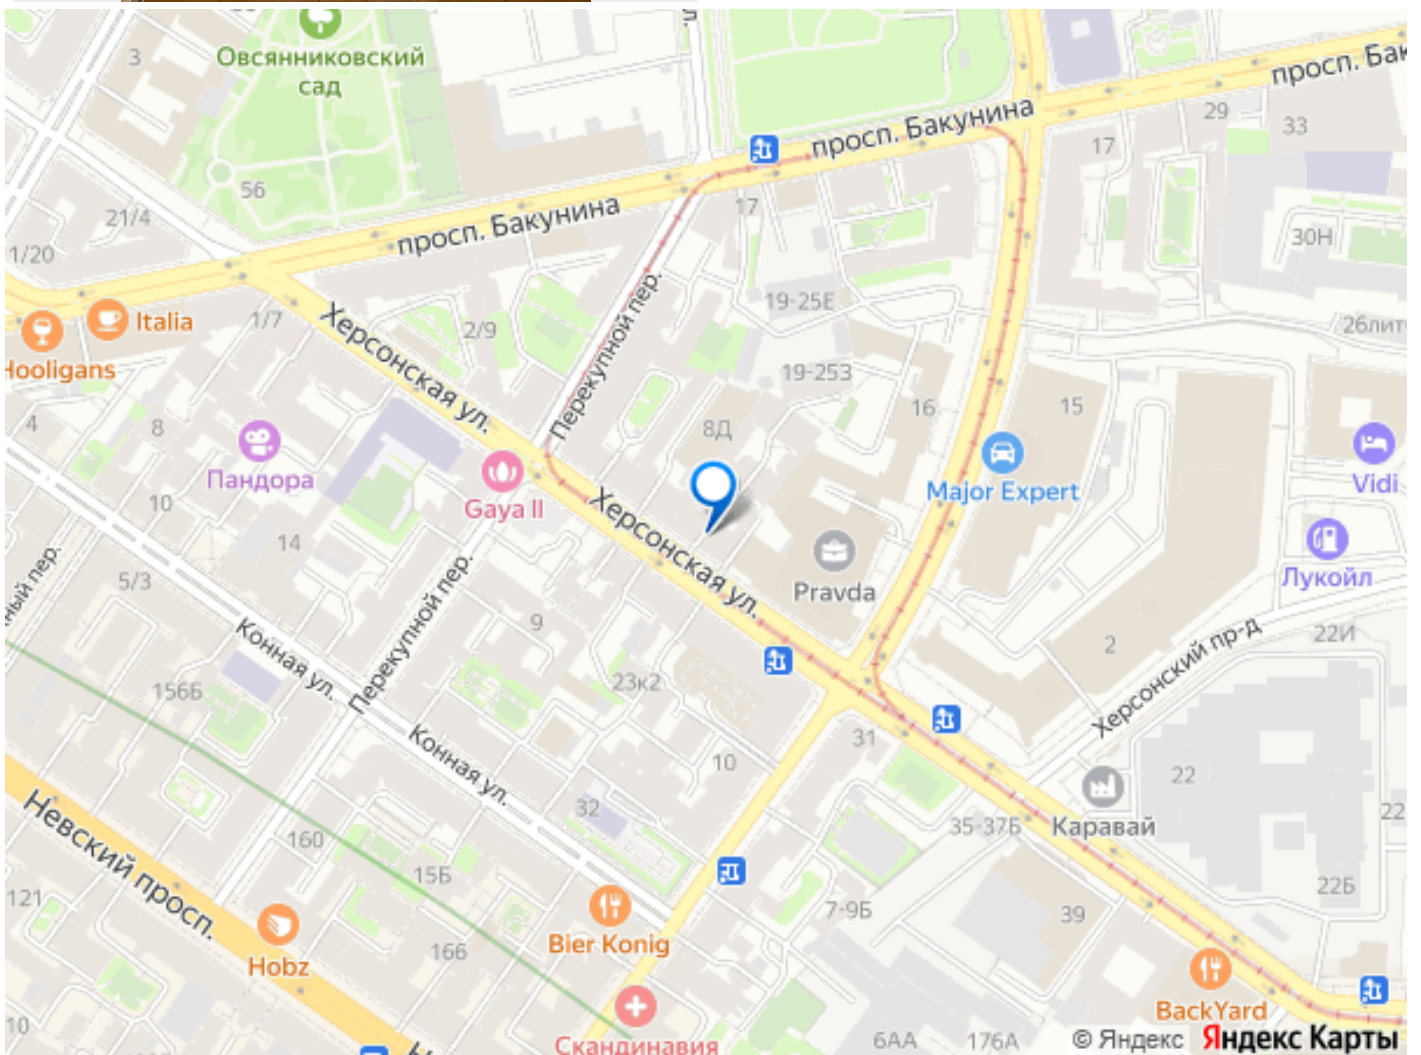 Овсянниковский
сад
3
56
21/4
1/20
просп. Бакунина
просп. Бакунина
просп. Бак
29
33
17
17
30Н
Italia
Hooligans
1/7
2/9
Херсонская ул.
Перекупной пер.
19-25Е
19-253
26лит
4
8
8Д
16
15
Пандора
10
Gaya II
Major Expert
Vidi
14
5/3
ный пер.
Херсонская ул.
Pravda
Лукойл
Конная ул.
Перекупной пер.
9
2
22И
Херсонский пр-д
156Б
23к2
31
10
Конная ул.
22
Невский просп.
160
32
35-37Б
Каравай
22
15Б
22Б
121
7-9Б
39
Bier Konig
166
Hobz
BackYard
10
Скандинавия
6АА
176А
© Яндекс Яндекс Карты